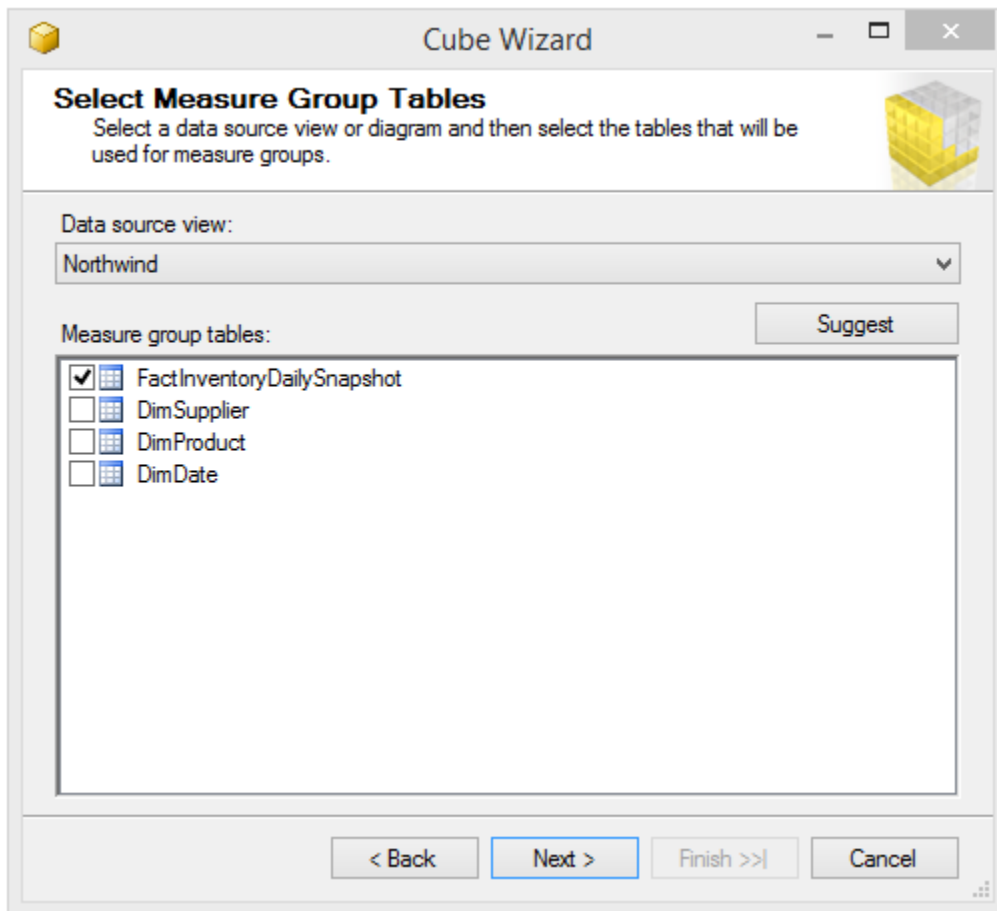 Cube Wizard
Select Measure Group Tables
Select a data source view or diagram and then select the tables that will be
used for measure groups.
Data source view:
Northwind
Suggest
Measure group tables:
FactInventoryDailySnapshot
DimSupplier
DimProduct
DimDate
< Back
Next >
Finish >>|
Cancel